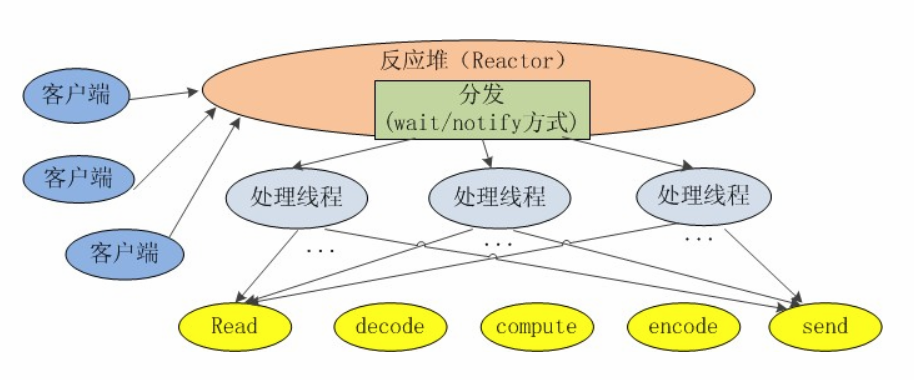 反应堆（Reactor）
分发
(wait/notify方式)
客户端
客户端
客户端
处理线程
处理线程
处理线程
...
...
...
Read
decode
compute
encode
send